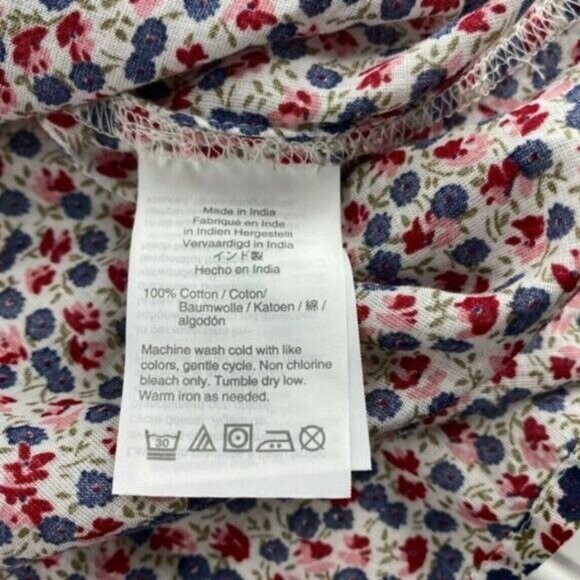 Made in India
Fabriqué en Inde
in Indien Hergestellt
Vervaardigd in India
インド製
Hecho en India
100% Cotton / Coton/
Baumwolle / Katoen / 綿 /
algodón
Machine wash cold with like
colors, gentle cycle. Non chlorine
bleach only. Tumble dry low.
Warm iron as needed.
30